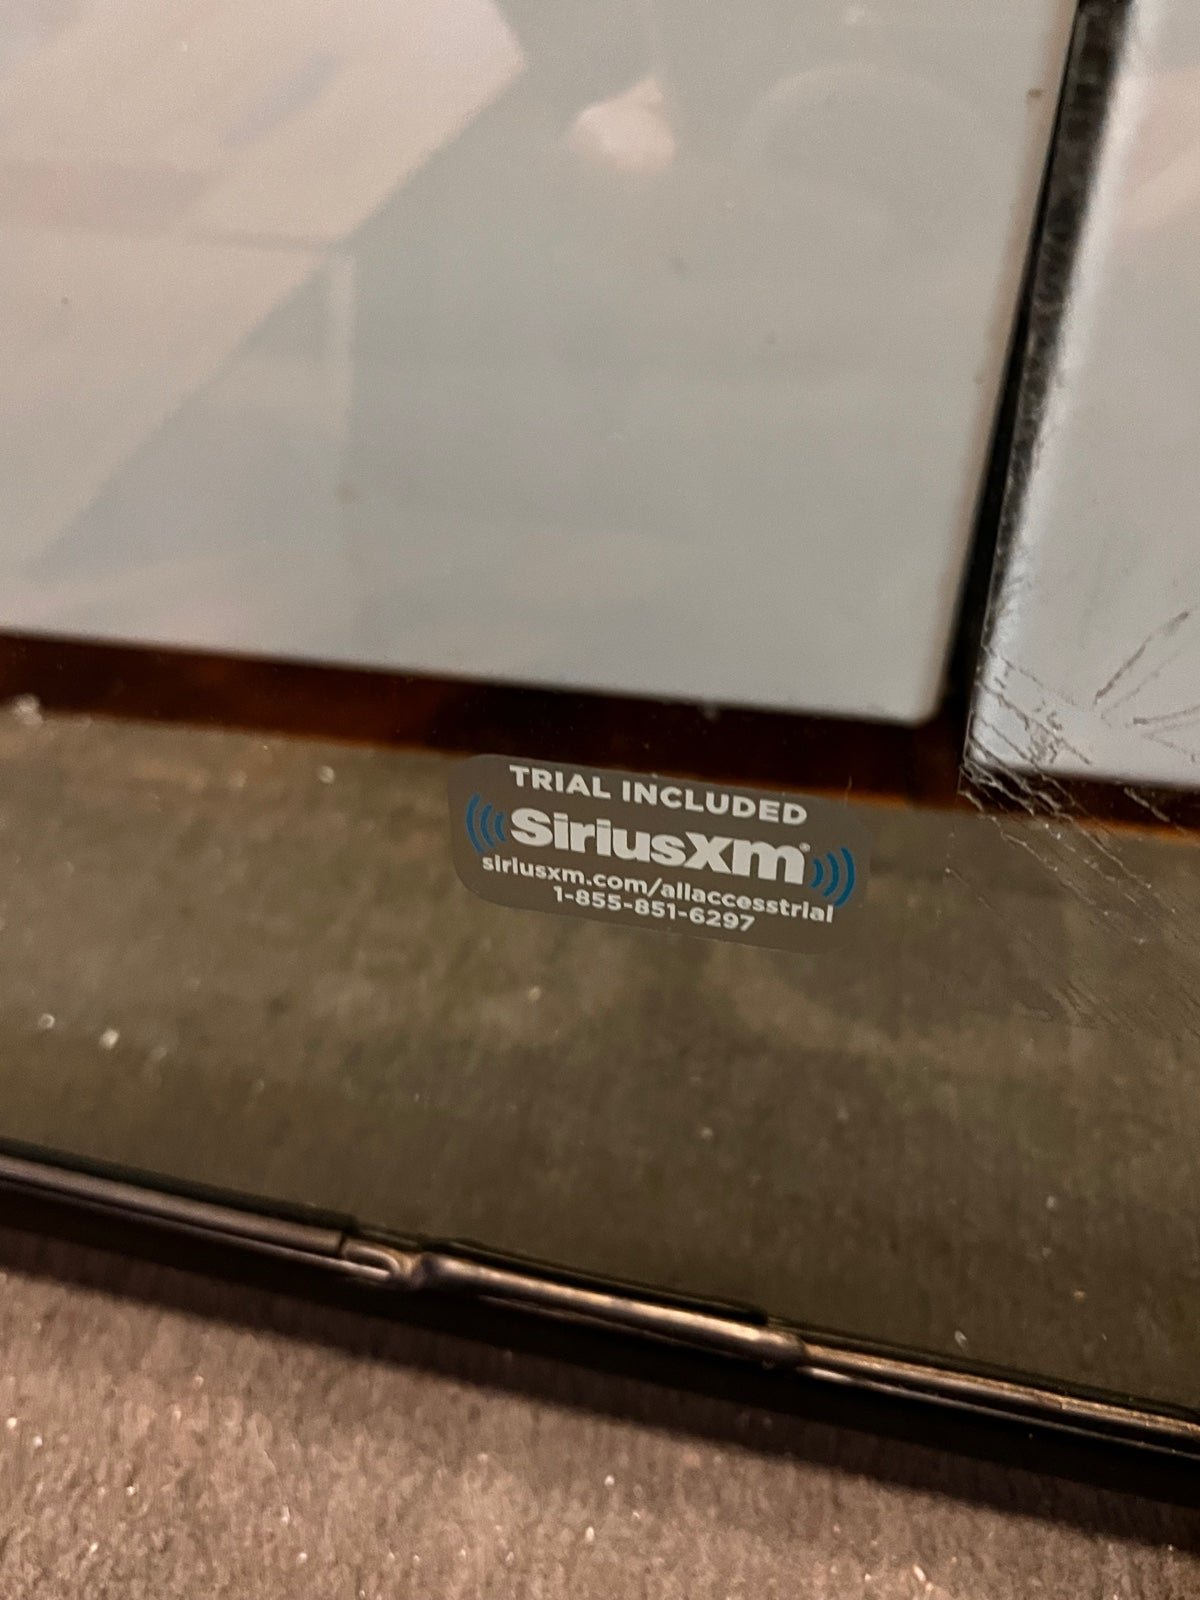 TRIAL INCLUDED
SiriusXm
siriusxm.com/allaccesstrial
1-855-851-6297